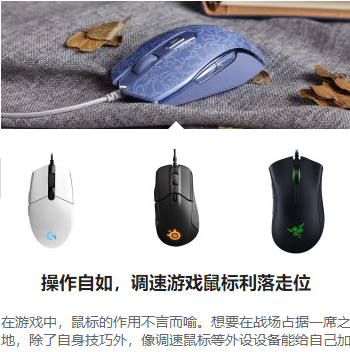 操作自如，调速游戏鼠标利落走位
在游戏中，鼠标的作用不言而喻。想要在战场占据一席之
地，除了自身技巧外，像调速鼠标等外设设备能给自己加